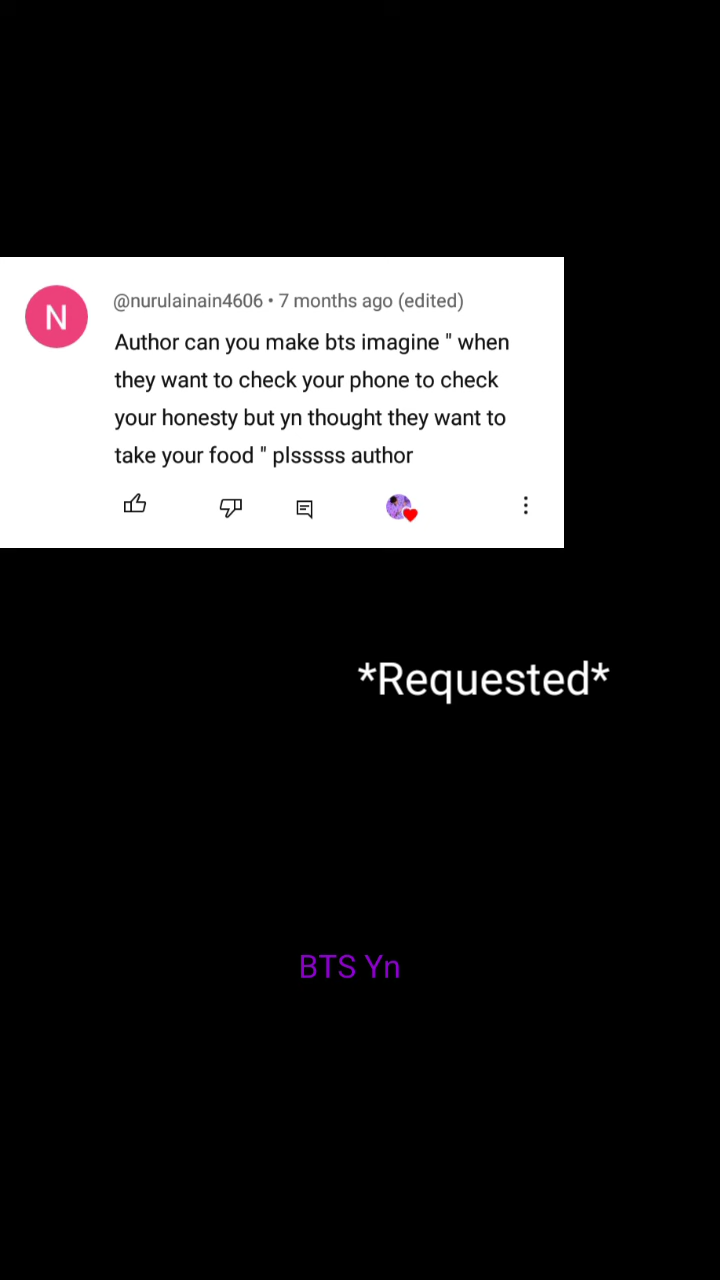 N
@nurulainain4606 • 7 months ago (edited)
Author can you make bts imagine " when
they want to check your phone to check
your honesty but yn thought they want to
take your food " plsssss author
*Requested*
BTS Yn